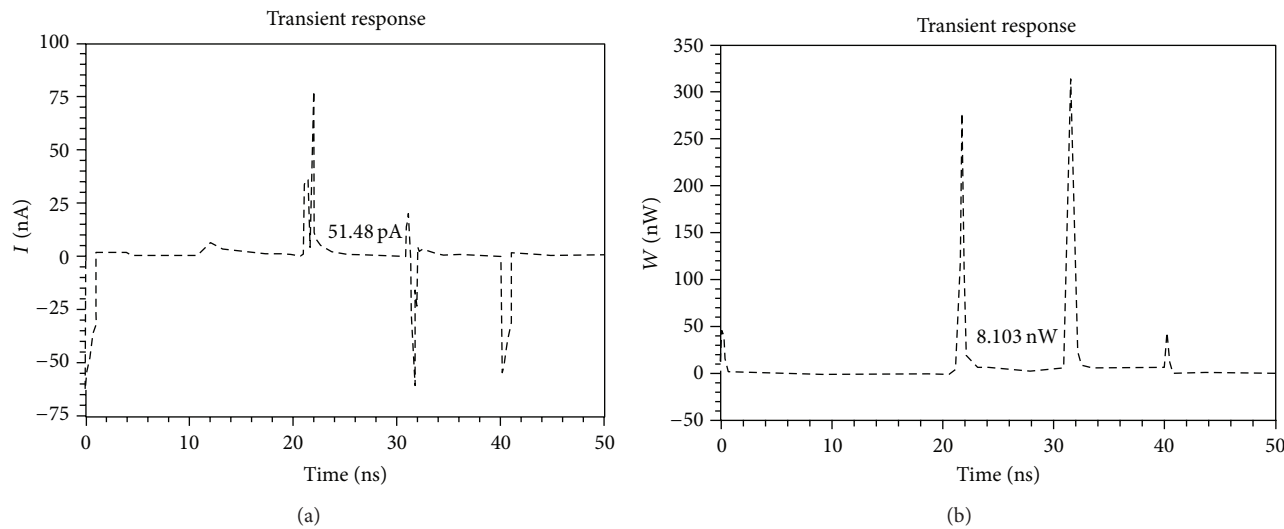 Transient response
100
75
50
25
0
−25
−50
−75
I (nA)
51.48 pA
0 10 20 30 40 50
Time (ns)
(a)
Transient response
350
300
250
200
150
100
50
0
−50
W (nW)
8.103 nW
0 10 20 30 40 50
Time (ns)
(b)